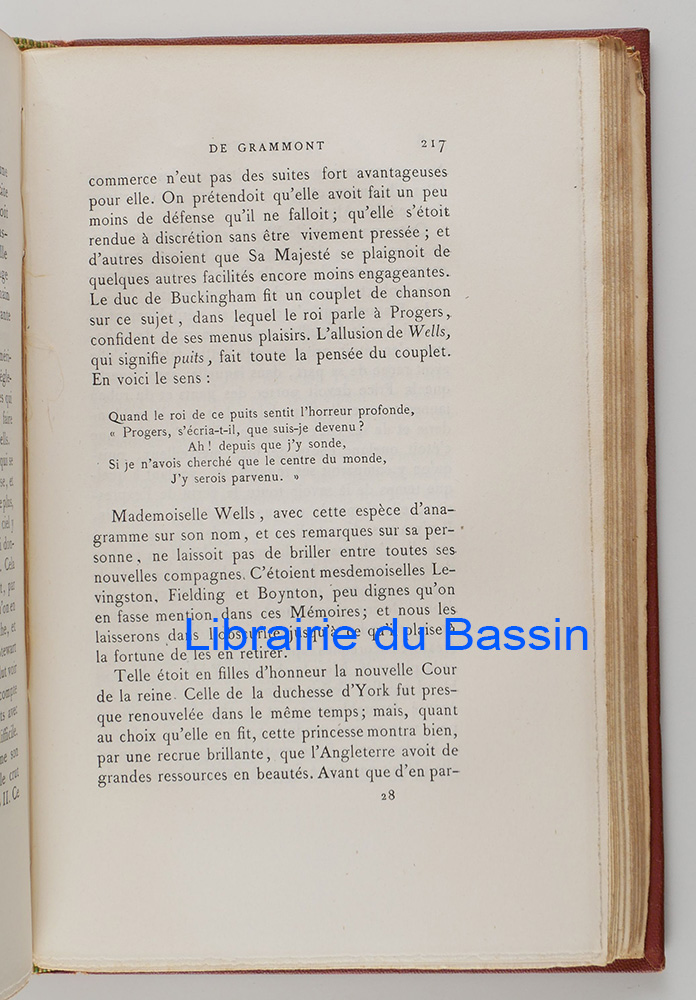 DE GRAMMONT 217
commerce n'eut pas des suites fort avantageuses
pour elle. On prétendoit qu'elle avoit fait un peu
moins de défense qu'il ne falloit; qu'elle s'étoit
rendue à discrétion sans être vivement pressée; et
d'autres disoient que Sa Majesté se plaignoit de
quelques autres facilités encore moins engageantes.
Le duc de Buckingham fit un couplet de chanson
sur ce sujet, dans lequel le roi parle à Progers,
confident de ses menus plaisirs. L'allusion de Wells,
qui signifie puits, fait toute la pensée du couplet.
En voici le sens :
Quand le roi de ce puits sentit l'horreur profonde,
« Progers, s'écria-t-il, que suis-je devenu?
Ah! depuis que j'y sonde,
Si je n'avois cherché que le centre du monde,
J'y serois parvenu. »
Mademoiselle Wells, avec cette espèce d'ana-
gramme sur son nom, et ces remarques sur sa per-
sonne, ne laissoit pas de briller entre toutes ses
nouvelles compagnes. C'étoient mesdemoiselles Le-
vingston, Fielding et Boynton, peu dignes qu'on
en fasse mention dans ces Mémoires; et nous les
laisserons dans l'obscurité jusqu'à ce qu'il plaise à
la fortune de les en retirer.
Librairie du Bassin
Telle étoit en filles d'honneur la nouvelle Cour
de la reine. Celle de la duchesse d'York fut pres-
que renouvelée dans le même temps; mais, quant
au choix qu'elle en fit, cette princesse montra bien,
par une recrue brillante, que l'Angleterre avoit de
grandes ressources en beautés. Avant que d'en par-
28